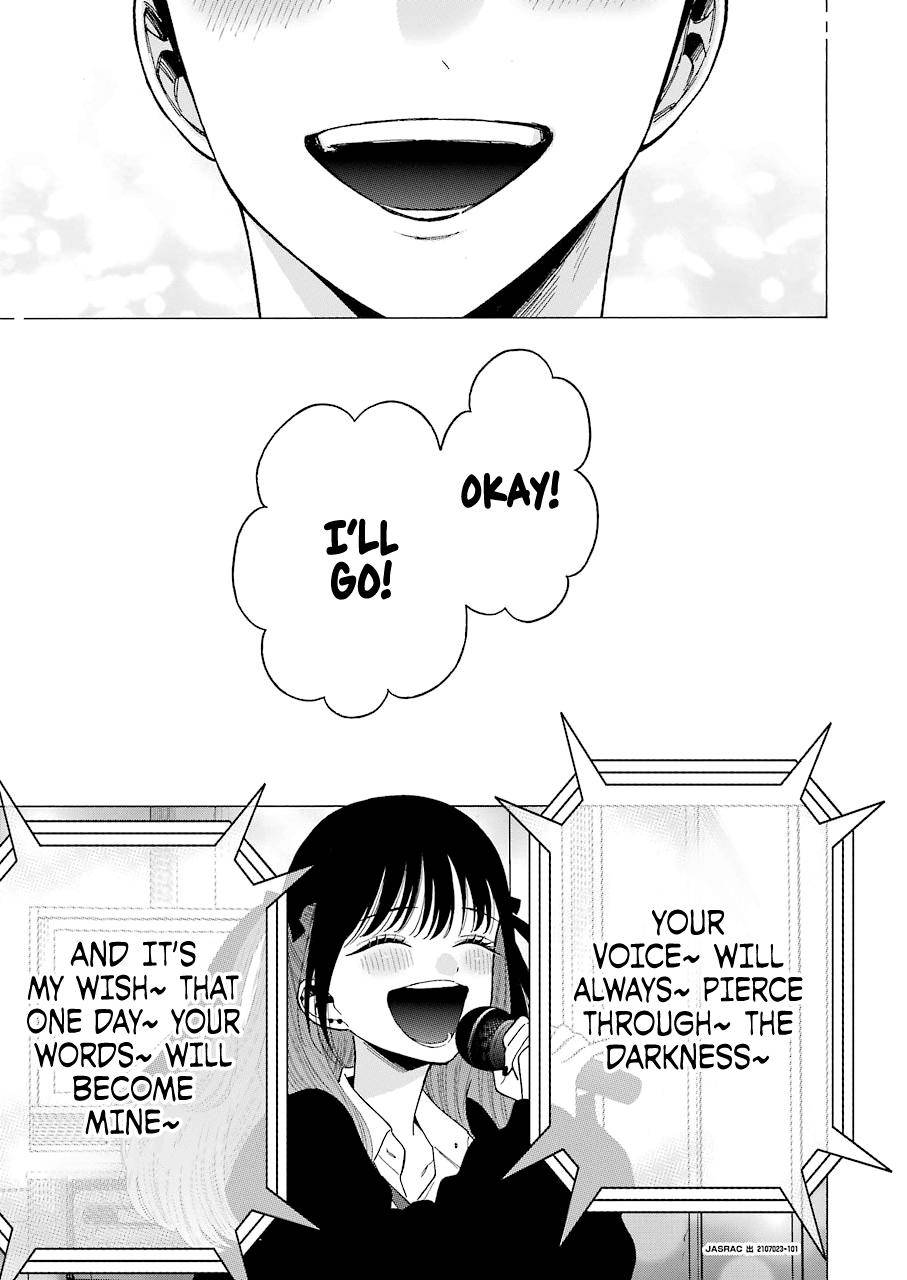 OKAY!
I'LL
GO!
YOUR
VOICE~ WILL
ALWAYS~ PIERCE
THROUGH~ THE
DARKNESS~
AND IT'S
MY WISH~ THAT
ONE DAY~ YOUR
WORDS~ WILL
BECOME
MINE~
JASRAC 出 2107023-101